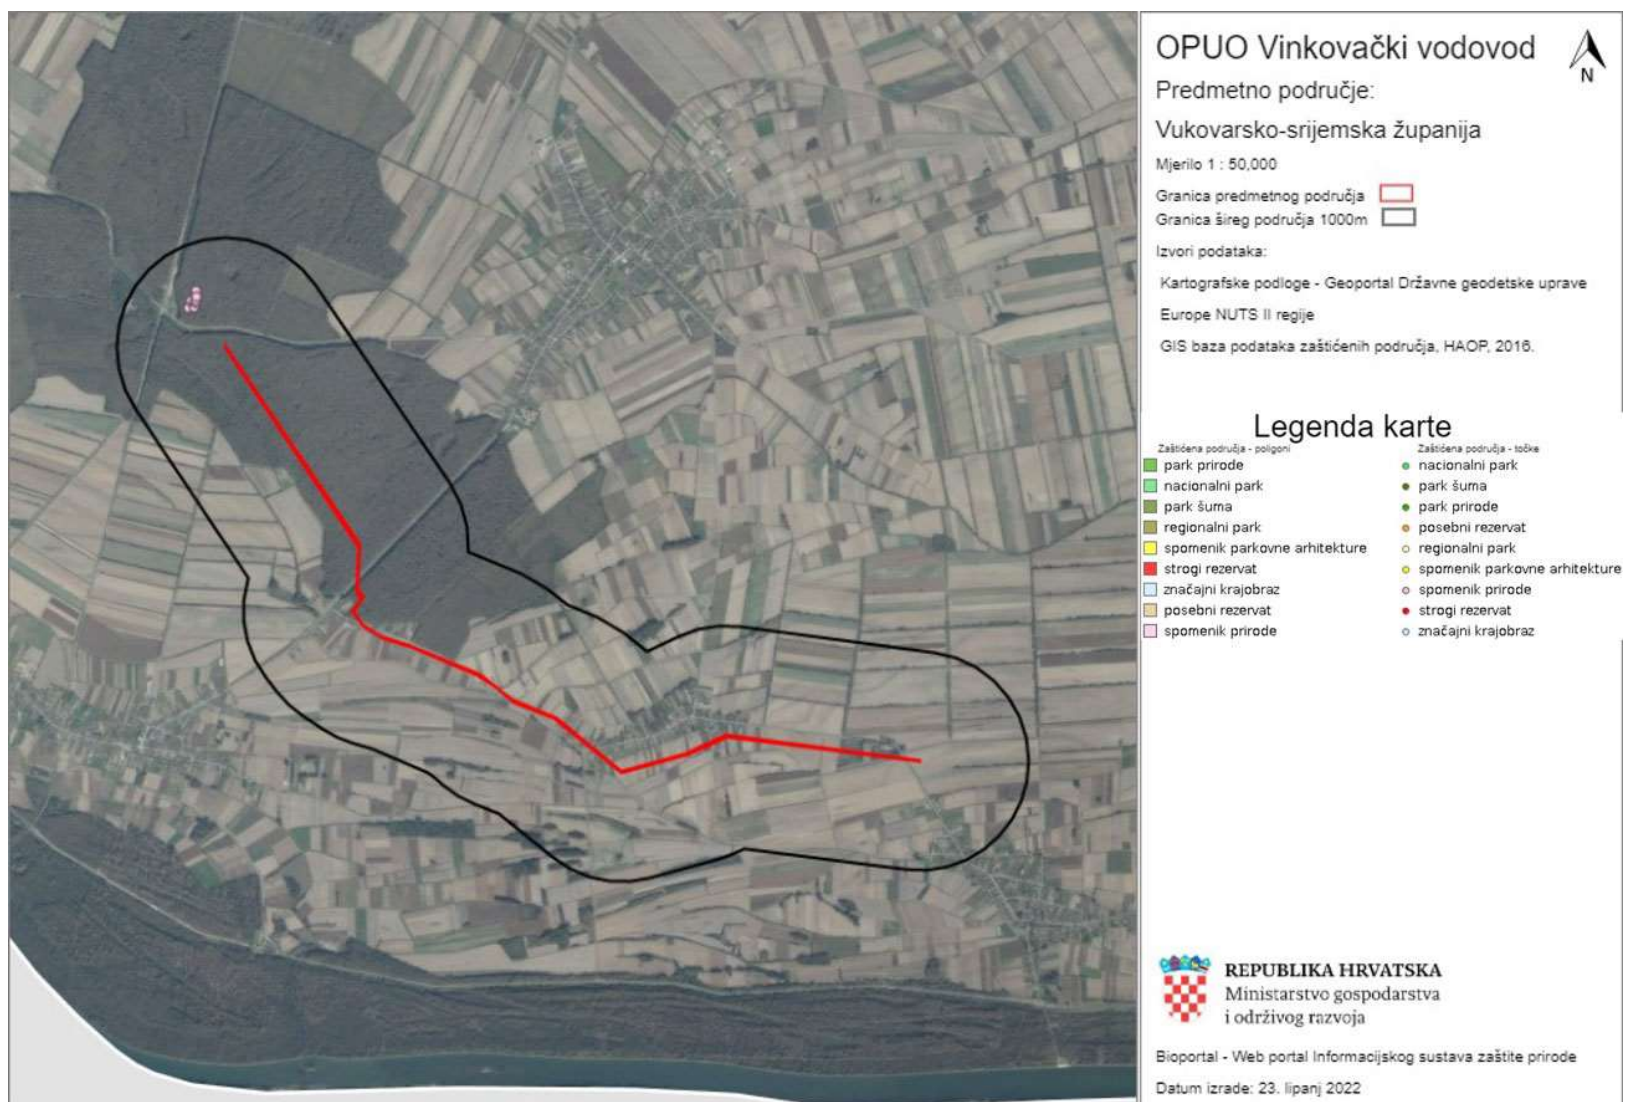 OPUO Vinkovački vodovod
N
Predmetno područje:
Vukovarsko-srijemska županija
Mjerilo 1 : 50,000
Granica predmetnog područja
Granica šireg područja 1000m
Izvori podataka:
Kartografske podloge - Geoportal Državne geodetske uprave
Europe NUTS II regije
GIS baza podataka zaštićenih područja, HAOP, 2016.
Legenda karte
Zaštićena područja - poligoni
park prirode
nacionalni park
park šuma
regionalni park
spomenik parkovne arhitekture
strogi rezervat
značajni krajobraz
posebni rezervat
spomenik prirode
Zaštićena područja - točke
nacionalni park
park šuma
park prirode
posebni rezervat
regionalni park
spomenik parkovne arhitekture
spomenik prirode
strogi rezervat
značajni krajobraz
REPUBLIKA HRVATSKA
Ministarstvo gospodarstva
i održivog razvoja
Bioportal - Web portal Informacijskog sustava zaštite prirode
Datum izrade: 23. lipanj 2022